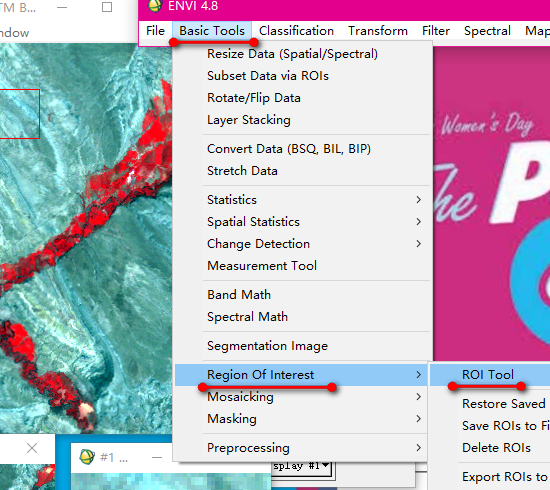 TM B...
ENVI 4.8
ndow
File Basic Tools Classification Transform Filter Spectral Map
Resize Data (Spatial/Spectral)
Subset Data via ROIs
Rotate/Flip Data
Layer Stacking
Convert Data (BSQ, BIL, BIP)
Stretch Data
Statistics
Spatial Statistics
Change Detection
Measurement Tool
Band Math
Spectral Math
Segmentation Image
Region Of Interest
Mosaicking
Masking
Preprocessing
ROI Tool
Restore Saved
Save ROIs to Fi
Delete ROIs
Export ROIs to
Women's Day
The P
#1 ...
splay #1